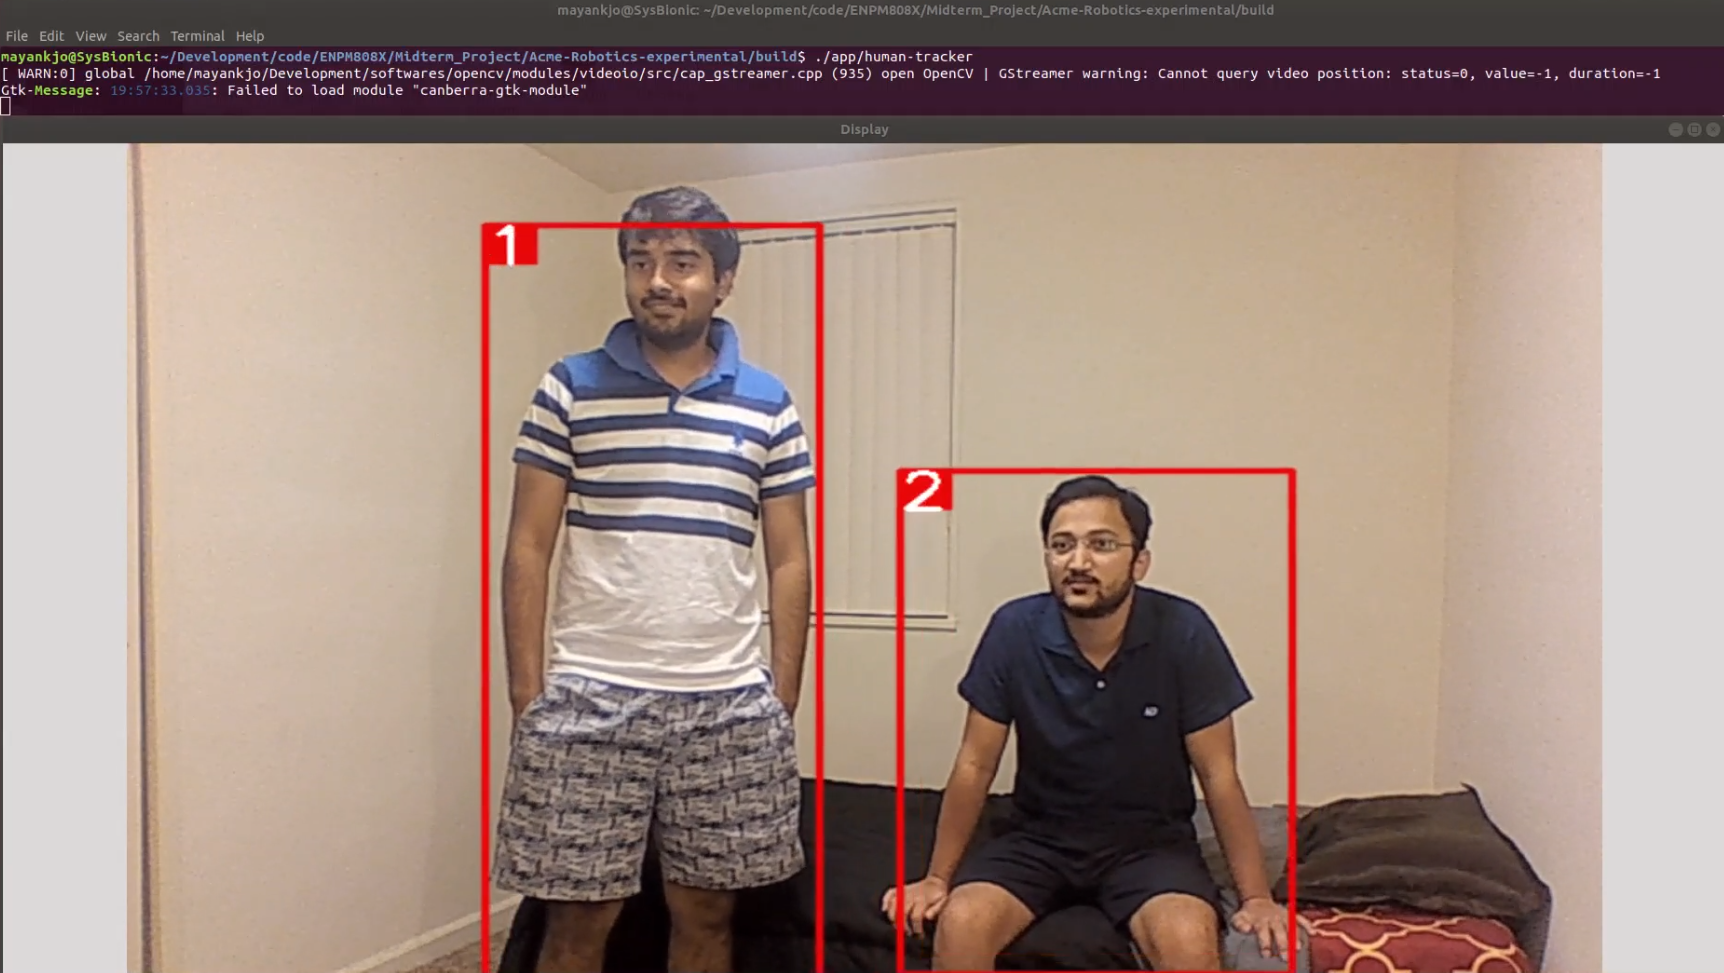 mayankjo@SysBionic: ~/Development/code/ENPM808X/Midterm_Project/Acme-Robotics-experimental/build
File Edit View Search Terminal Help
mayankjo@SysBionic:~/Development/code/ENPM808X/Midterm_Project/Acme-Robotics-experimental/build$ ./app/human-tracker
[ WARN:0] global /home/mayankjo/Development/softwares/opencv/modules/videoio/src/cap_gstreamer.cpp (935) open OpenCV | GStreamer warning: Cannot query video position: status=0, value=-1, duration=-1
Gtk-Message: 19:57:33.035: Failed to load module "canberra-gtk-module"
Display
1
2